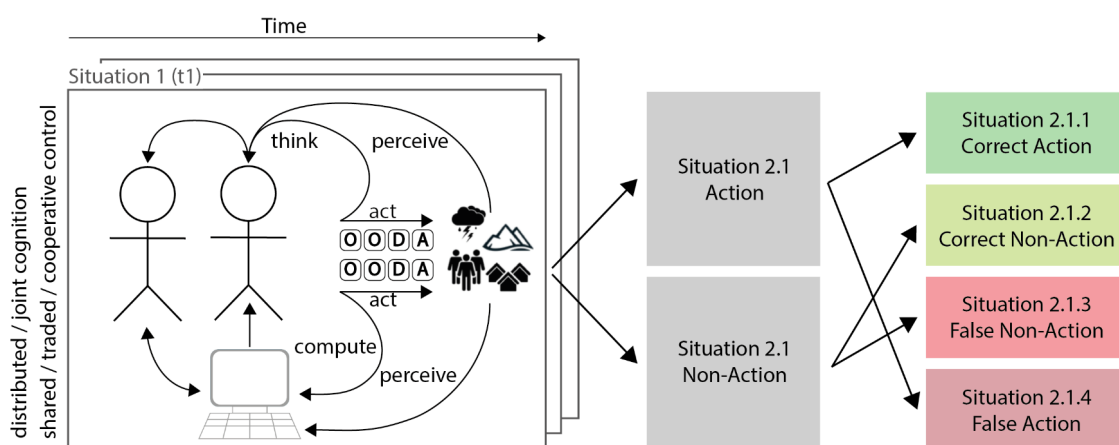 Time
Situation 1 (t1)
distributed / joint cognition
shared / traded / cooperative control
think
perceive
act
O O D A
O O D A
act
compute
perceive
Situation 2.1
Action
Situation 2.1
Non-Action
Situation 2.1.1
Correct Action
Situation 2.1.2
Correct Non-Action
Situation 2.1.3
False Non-Action
Situation 2.1.4
False Action